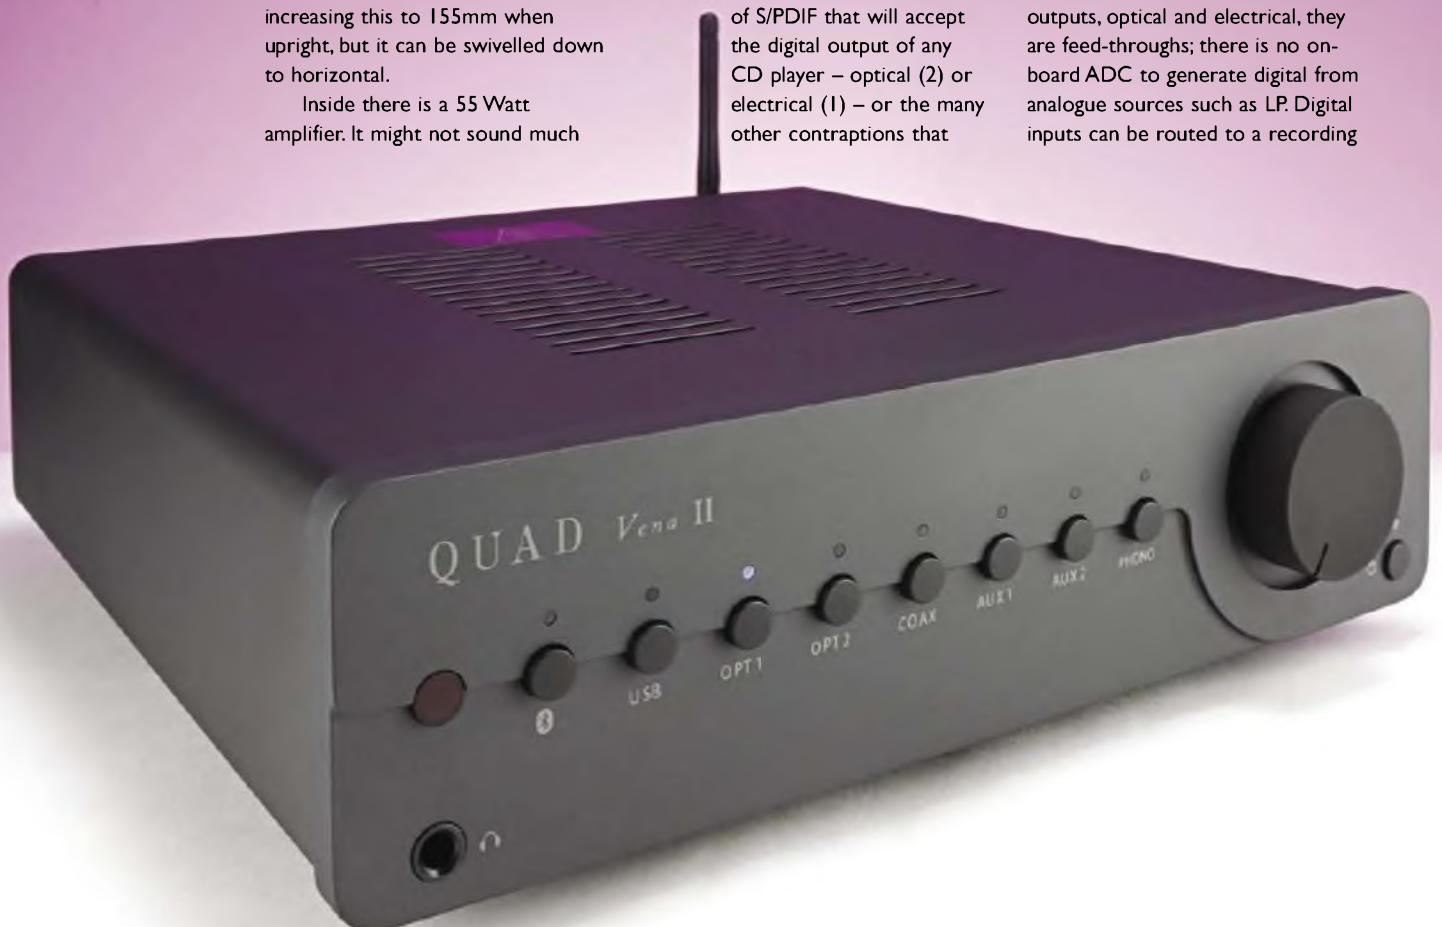 increasing this to 155mm when
upright, but it can be swivelled down
to horizontal.
Inside there is a 55 Watt
amplifier. It might not sound much
of S/PDIF that will accept
the digital output of any
CD player – optical (2) or
electrical (1) – or the many
other contraptions that
outputs, optical and electrical, they
are feed-throughs; there is no on-
board ADC to generate digital from
analogue sources such as LP. Digital
inputs can be routed to a recording
QUAD Vena II
USB
OPT 1
OPT 2
COAX
AUX 1
AUX 2
PHONO